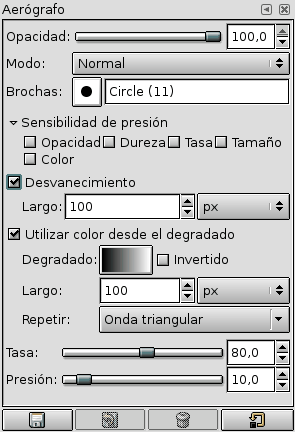 Aerógrafo
Opacidad: 100,0
Modo: Normal
Brochas: Circle (11)
Sensibilidad de presión
Opacidad Dureza Tasa Tamaño
Color
Desvanecimiento
Largo: 100 px
Utilizar color desde el degradado
Degradado: Invertido
Largo: 100 px
Repetir: Onda triangular
Tasa: 80,0
Presión: 10,0